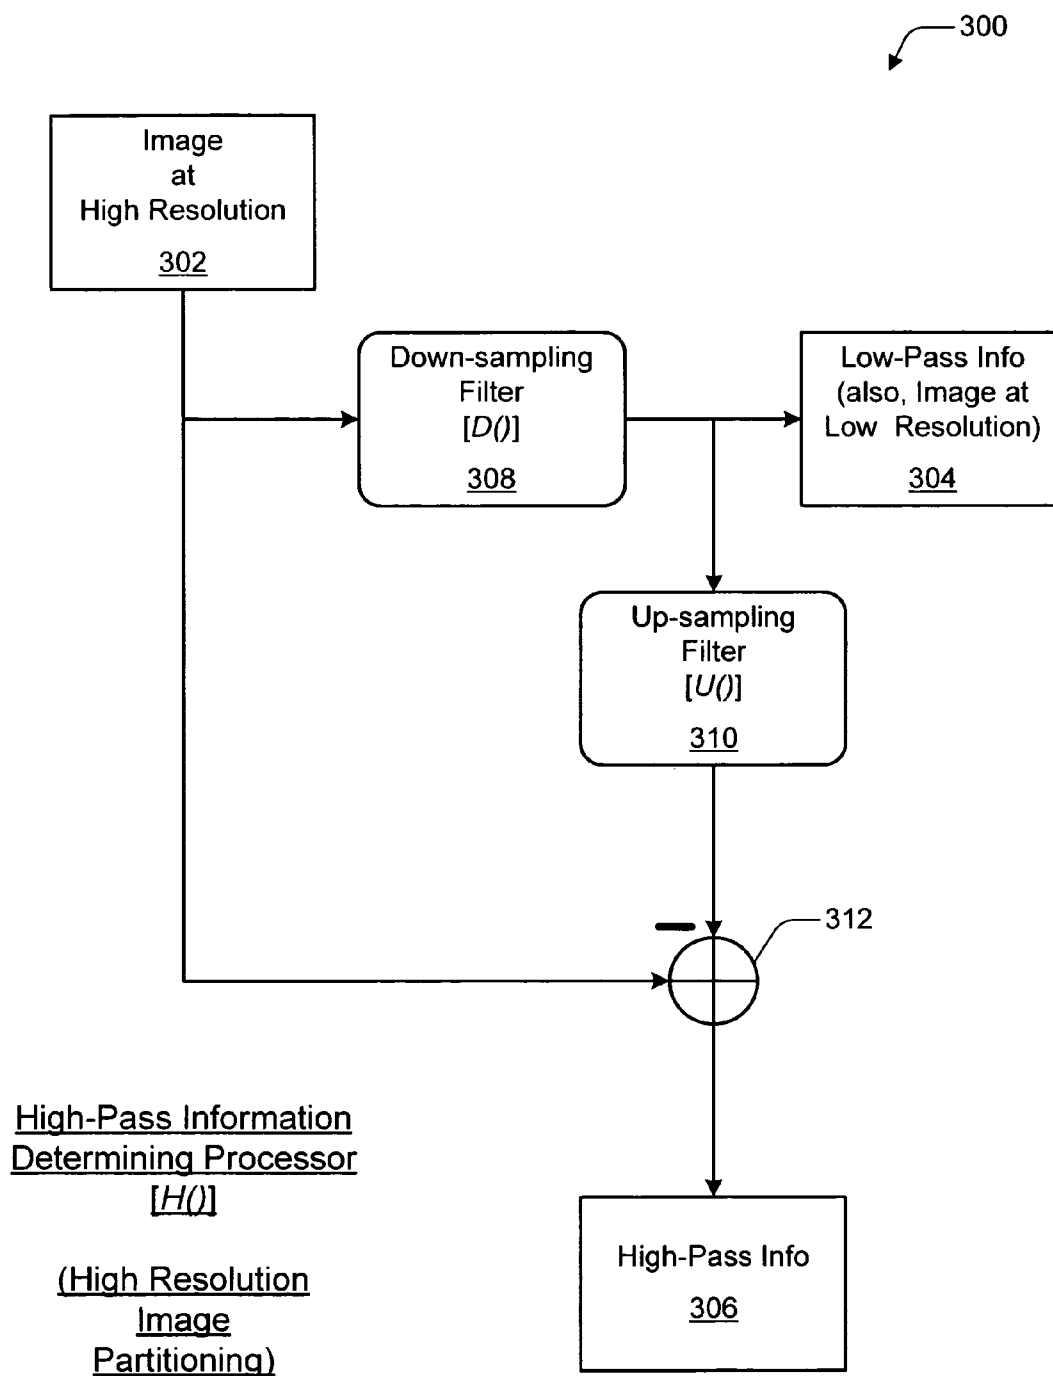 300
Image
at
High Resolution
302
Down-sampling
Filter
[D()]
308
Low-Pass Info
(also, Image at
Low Resolution)
304
Up-sampling
Filter
[U()]
310
312
High-Pass Information
Determining Processor
[H()]
(High Resolution
Image
Partitioning)
High-Pass Info
306